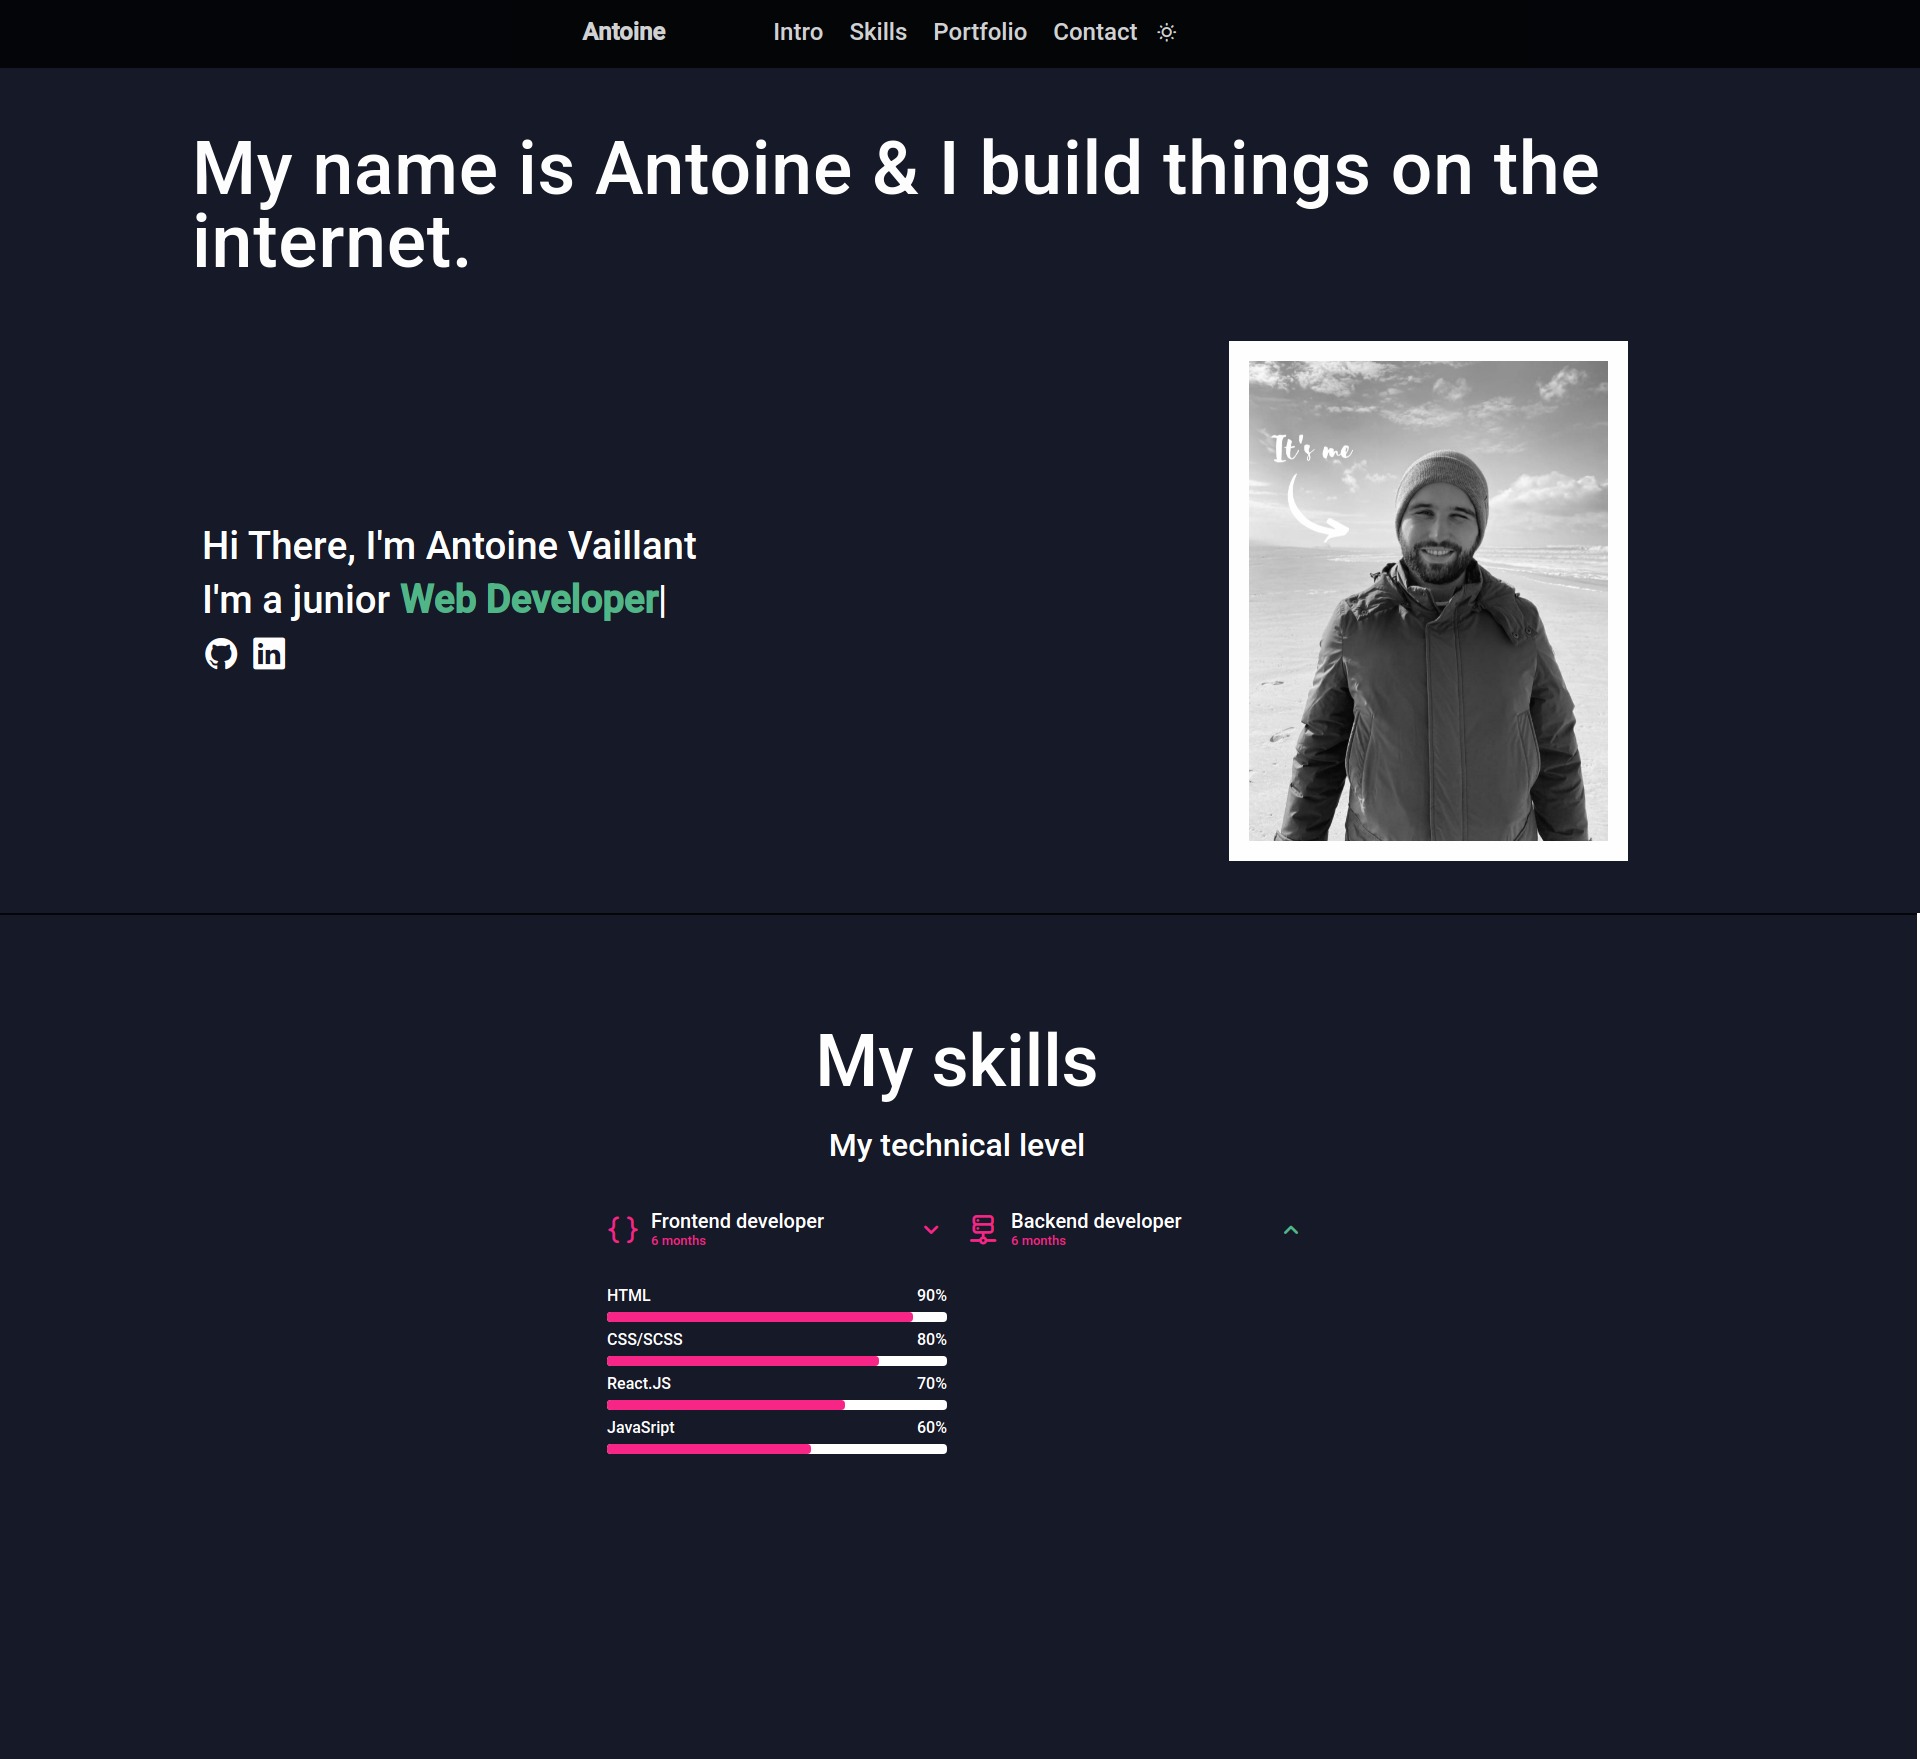 Antoine Intro Skills Portfolio Contact
My name is Antoine & I build things on the
internet.
It's me
Hi There, I'm Antoine Vaillant
I'm a junior Web Developer|
in
My skills
My technical level
Frontend developer
6 months
Backend developer
6 months
HTML 90%
CSS/SCSS 80%
React.JS 70%
JavaSript 60%